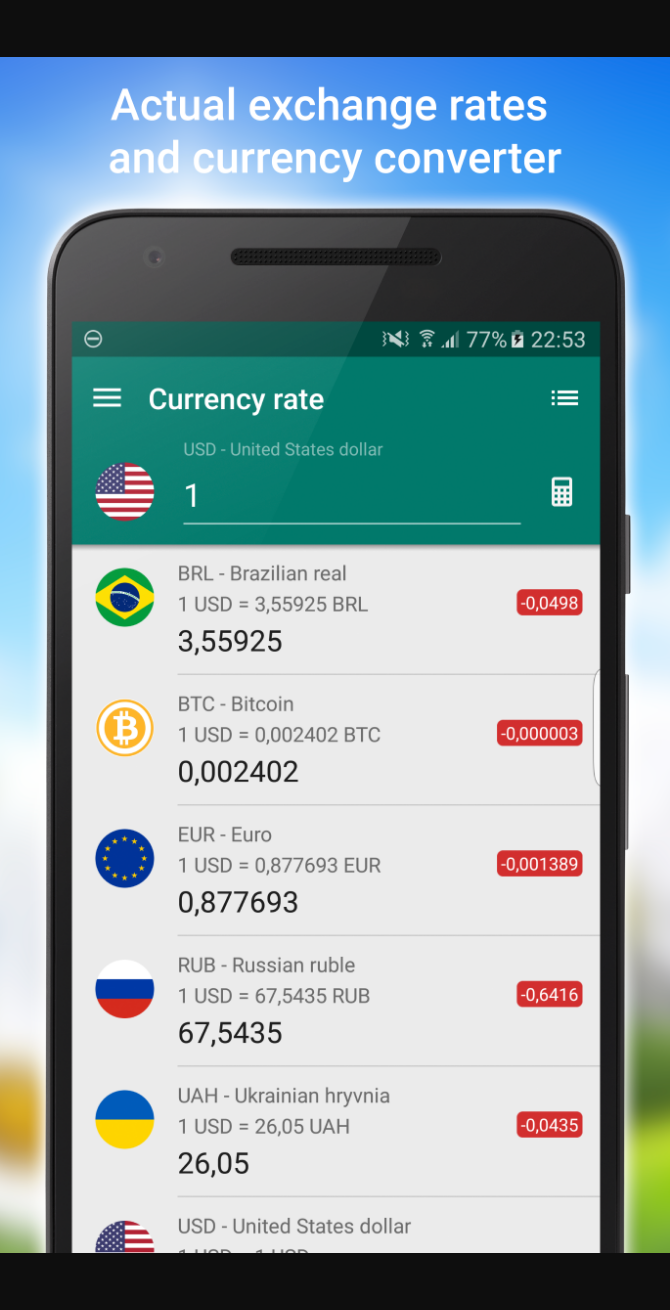 Actual exchange rates
and currency converter
77% 22:53
Currency rate
USD - United States dollar
1
BRL - Brazilian real
1 USD = 3,55925 BRL
-0,0498
3,55925
BTC - Bitcoin
1 USD = 0,002402 BTC
-0,000003
0,002402
EUR - Euro
1 USD = 0,877693 EUR
-0,001389
0,877693
RUB - Russian ruble
1 USD = 67,5435 RUB
-0,6416
67,5435
UAH - Ukrainian hryvnia
1 USD = 26,05 UAH
-0,0435
26,05
USD - United States dollar
1 USD = 1 USD